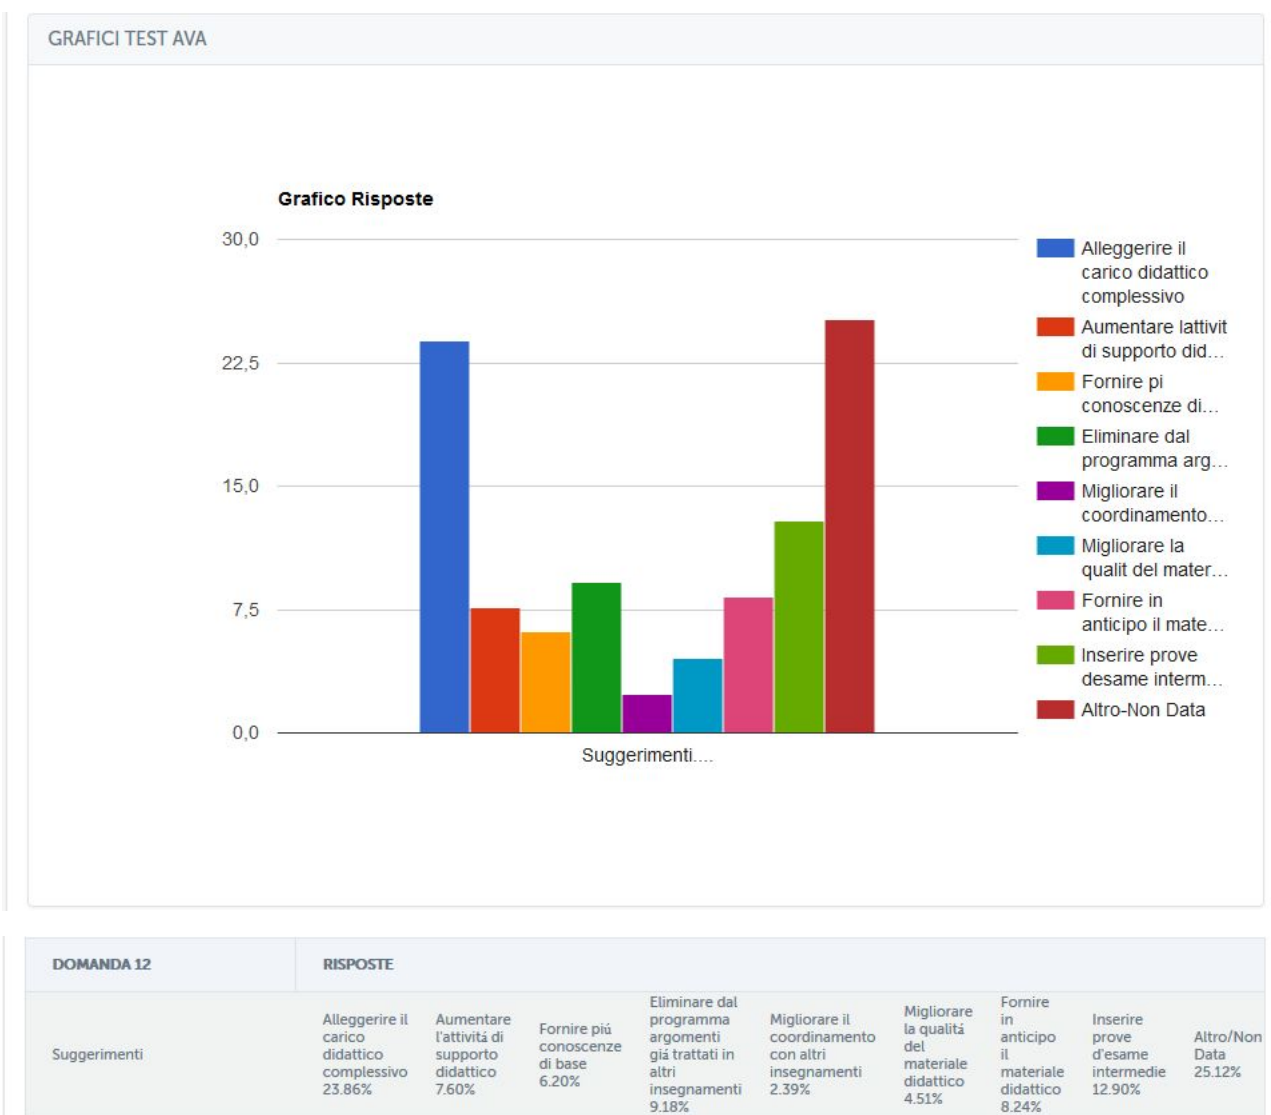 GRAFICI TEST AVA
Grafico Risposte
30,0
22,5
15,0
7,5
0,0
Suggerimenti....
Alleggerire il
carico didattico
complessivo
Aumentare lattivit
di supporto did...
Fornire pi
conoscenze di...
Eliminare dal
programma arg...
Migliorare il
coordinamento...
Migliorare la
qualit del mater...
Fornire in
anticipo il mate...
Inserire prove
desame interm...
Altro-Non Data
DOMANDA 12
RISPOSTE
Suggerimenti
Alleggerire il
carico
didattico
complessivo
23.86%
Aumentare
l'attivitá di
supporto
didattico
7.60%
Fornire piú
conoscenze
di base
6.20%
Eliminare dal
programma
argomenti
giá trattati in
altri
insegnamenti
9.18%
Migliorare il
coordinamento
con altri
insegnamenti
2.39%
Migliorare
la qualitá
del
materiale
didattico
4.51%
Fornire
in
anticipo
il
materiale
didattico
8.24%
Inserire
prove
d'esame
intermedie
12.90%
Altro/Non
Data
25.12%